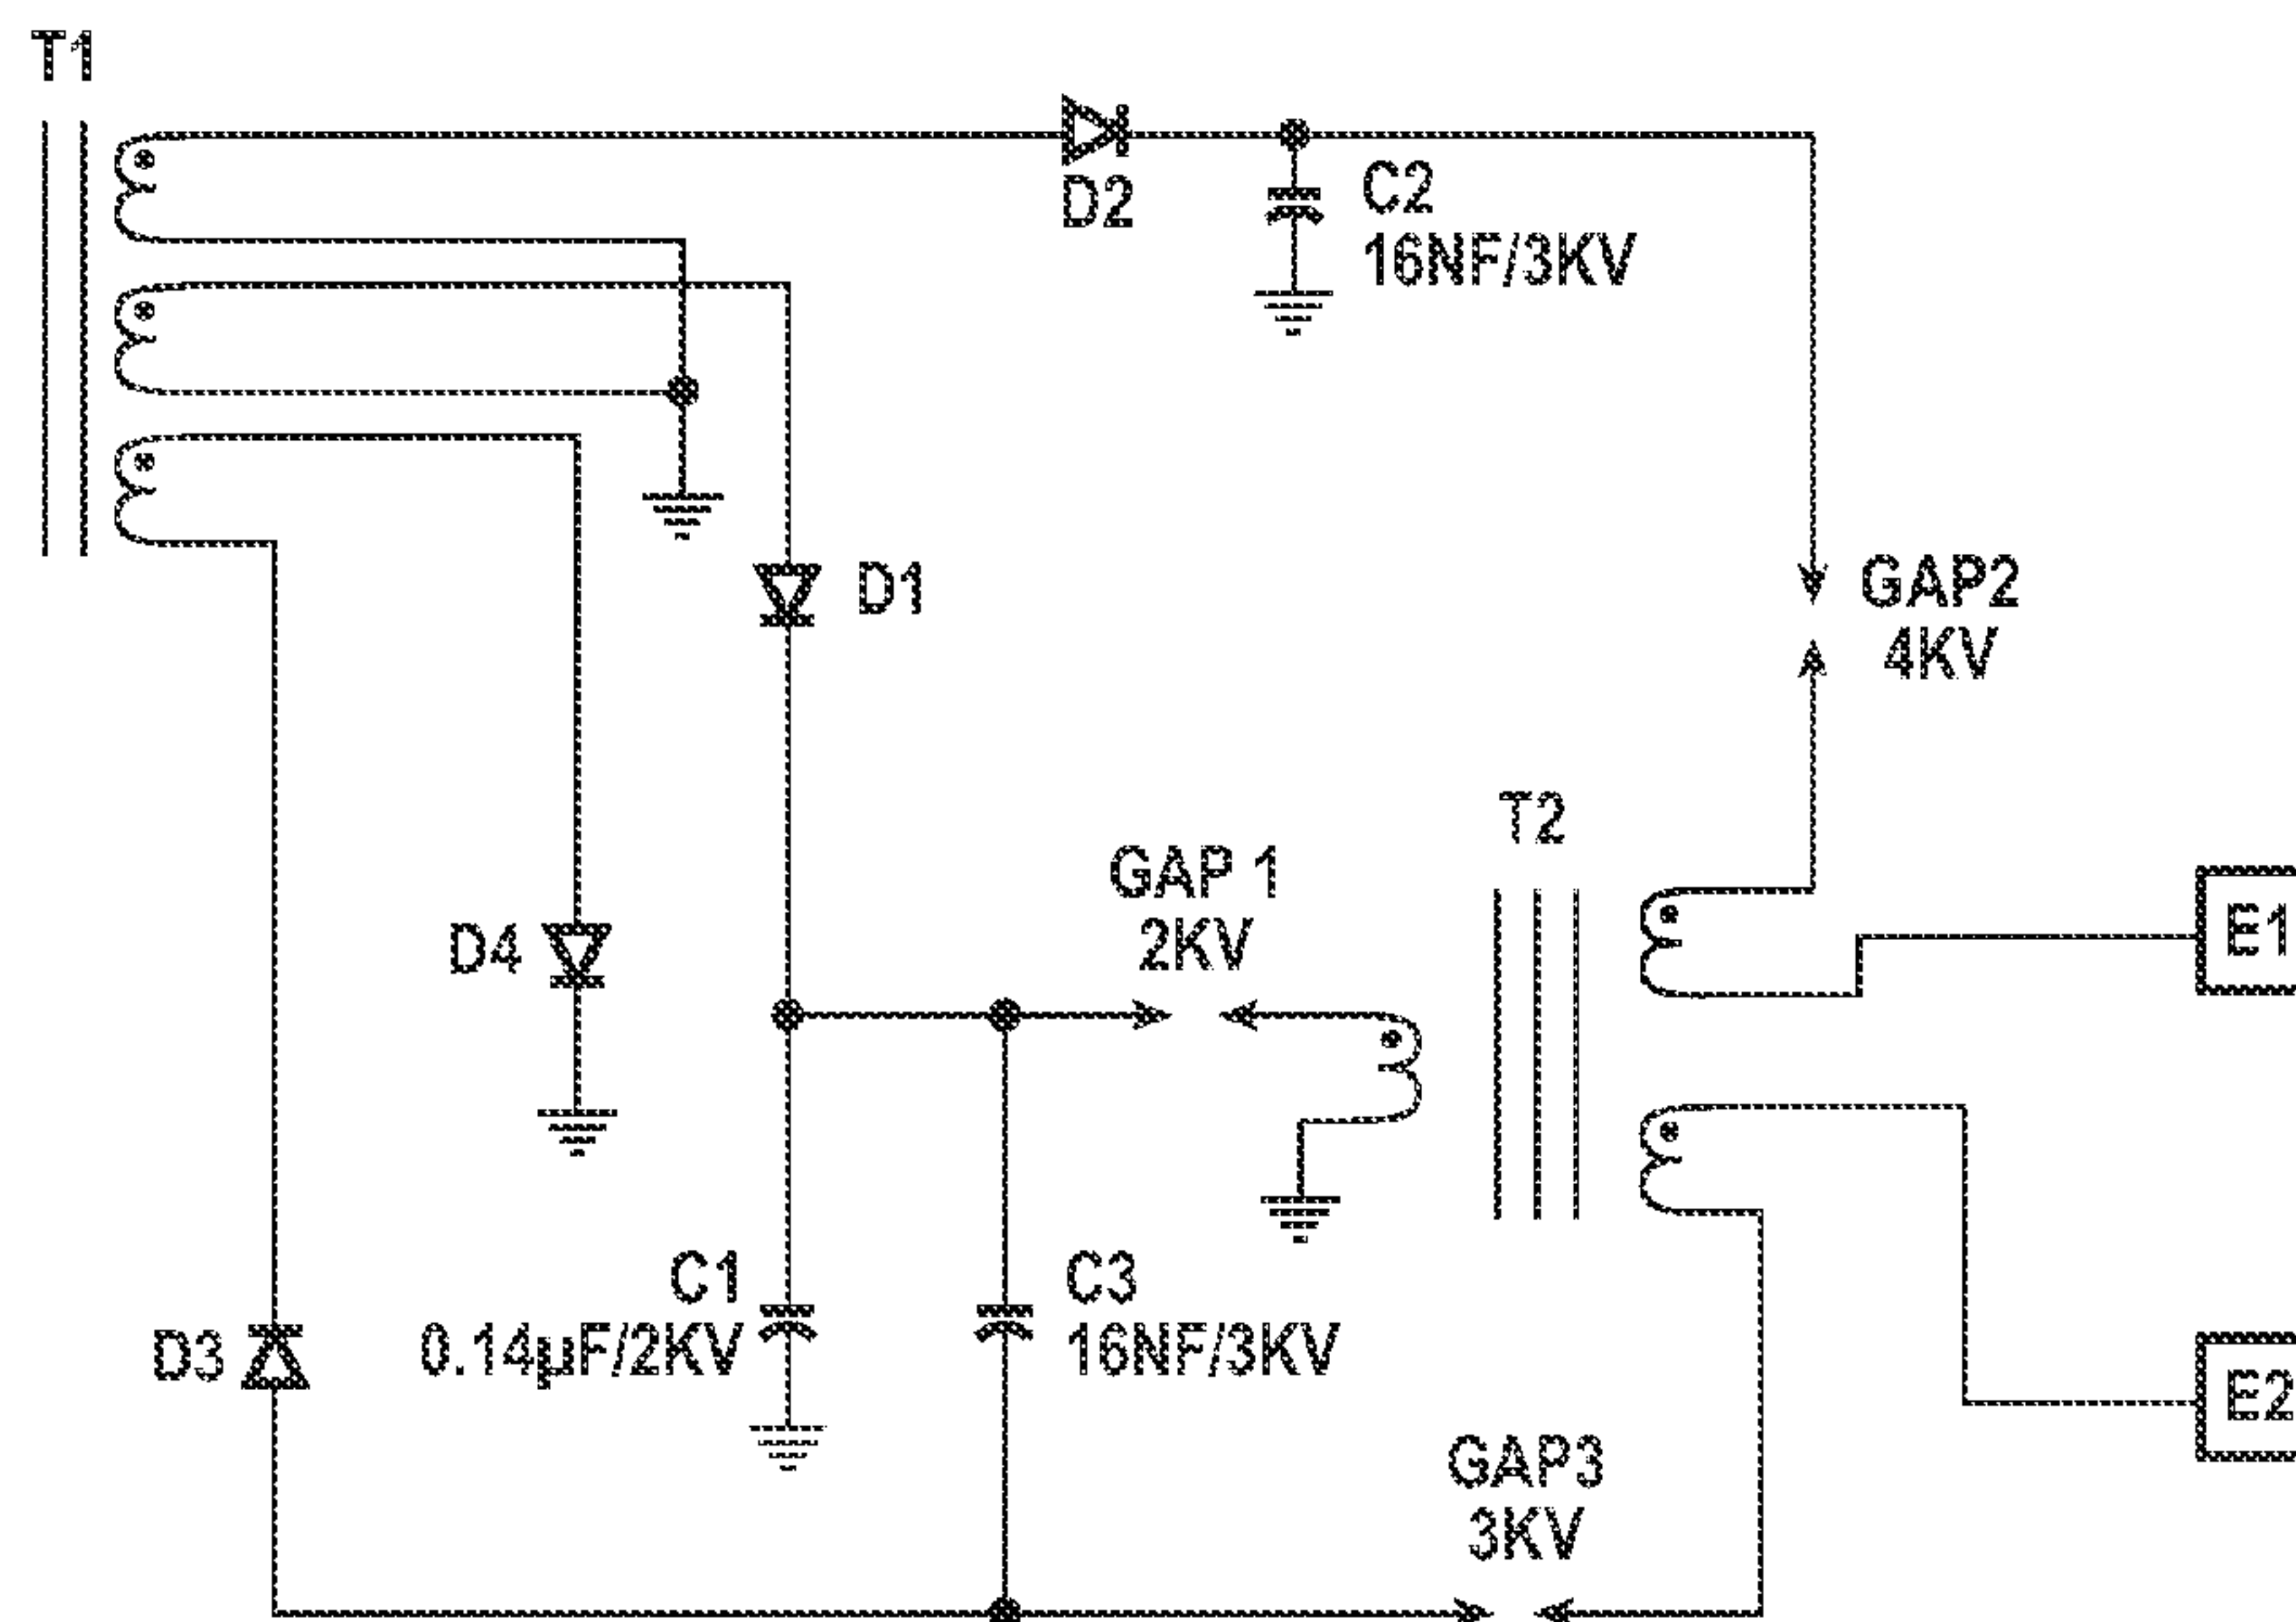 T1
D2
C2
16NF/3KV
D1
GAP2
4KV
T2
GAP 1
2KV
D4
E1
C1
0.14µF/2KV
C3
16NF/3KV
D3
E2
GAP3
3KV